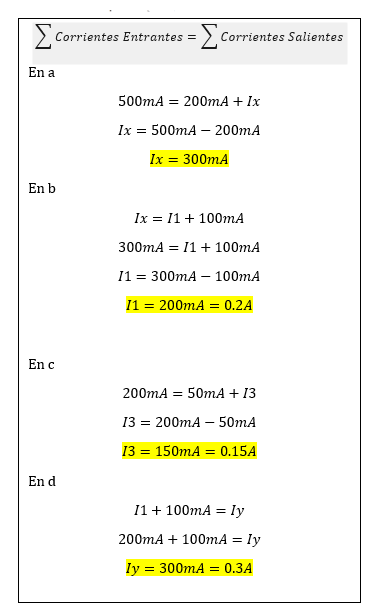 ∑ Corrientes Entrantes = ∑ Corrientes Salientes
En a
500mA = 200mA + Ix
Ix = 500mA − 200mA
Ix = 300mA
En b
Ix = I1 + 100mA
300mA = I1 + 100mA
I1 = 300mA − 100mA
I1 = 200mA = 0.2A
En c
200mA = 50mA + I3
I3 = 200mA − 50mA
I3 = 150mA = 0.15A
En d
I1 + 100mA = Iy
200mA + 100mA = Iy
Iy = 300mA = 0.3A